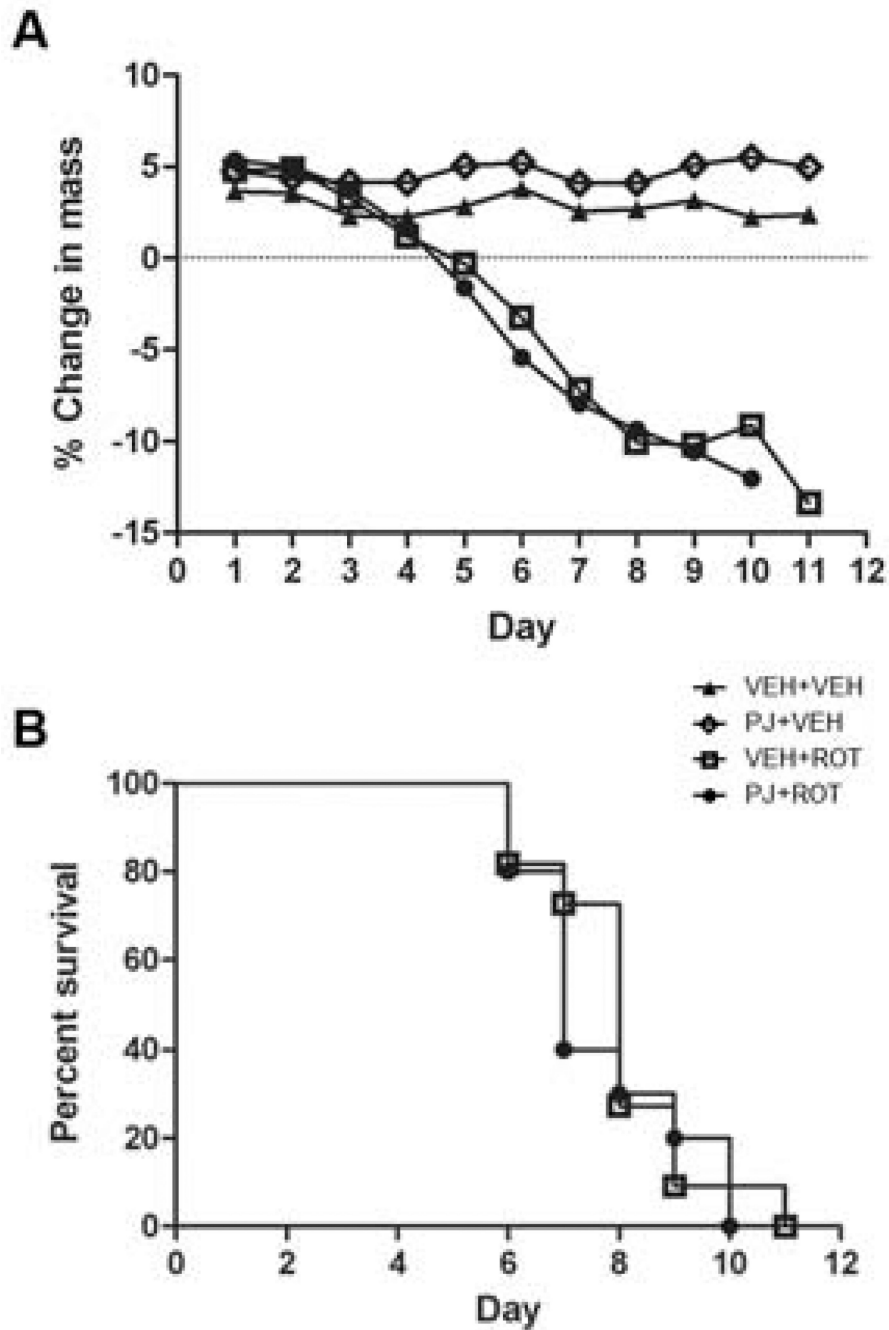 A
10
5
0
-5
-10
-15
% Change in mass
0 1 2 3 4 5 6 7 8 9 10 11 12
Day
VEH+VEH
PJ+VEH
VEH+ROT
PJ+ROT
B
100
80
60
40
20
0
Percent survival
0 2 4 6 8 10 12
Day